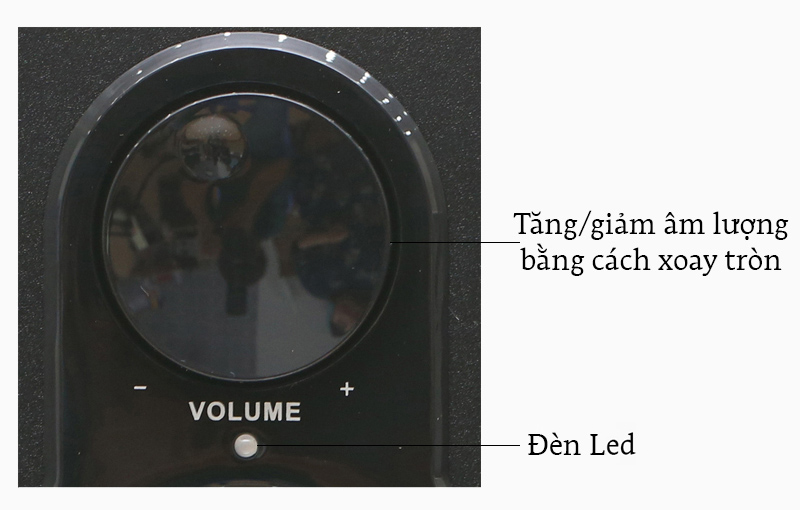 Tăng/giảm âm lượng
bằng cách xoay tròn
- +
VOLUME
Đèn Led